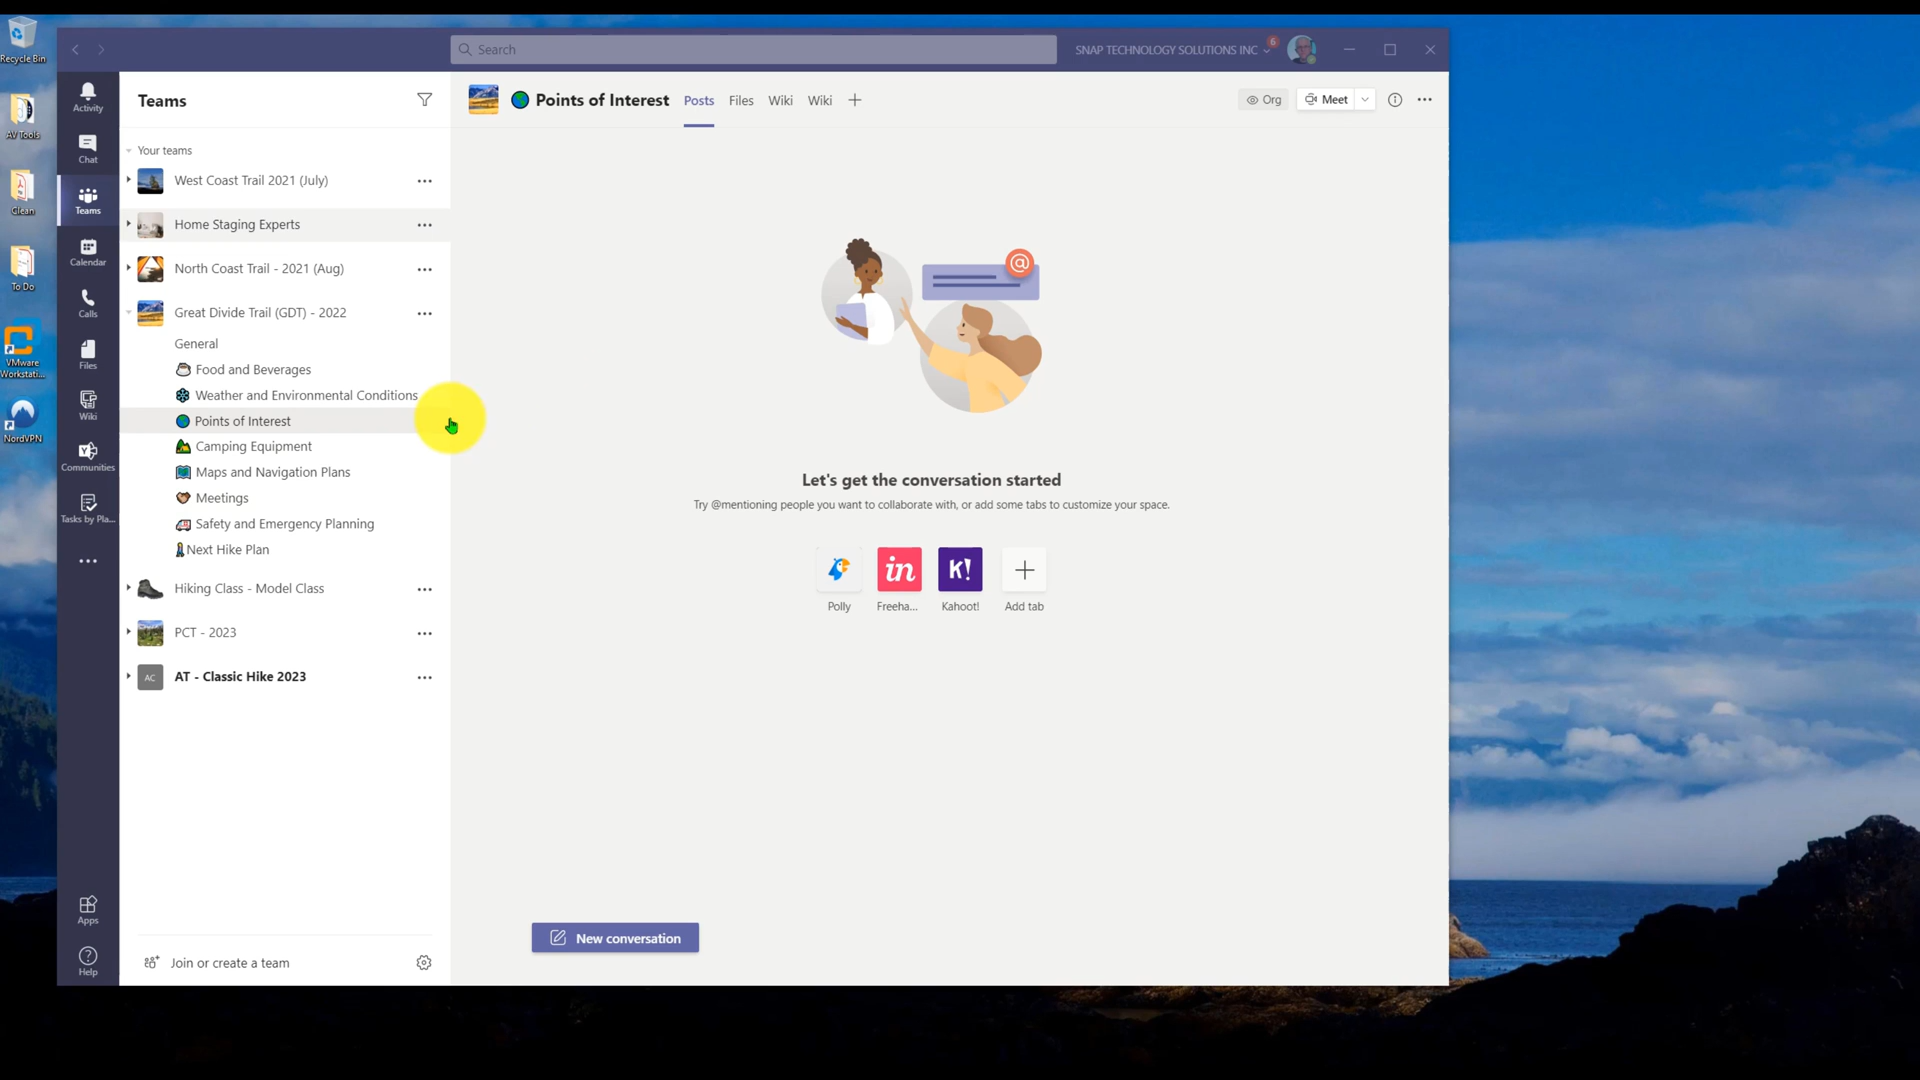 Recycle Bin
AV Tools
Clean
To Do
VMware
Workstati...
NordVPN
Search
SNAP TECHNOLOGY SOLUTIONS INC
6
Activity
Chat
Teams
Calendar
Calls
Files
Wiki
Communities
Tasks by Pla...
Apps
Help
Teams
Your teams
West Coast Trail 2021 (July)
Home Staging Experts
North Coast Trail - 2021 (Aug)
Great Divide Trail (GDT) - 2022
General
Food and Beverages
Weather and Environmental Conditions
Points of Interest
Camping Equipment
Maps and Navigation Plans
Meetings
Safety and Emergency Planning
Next Hike Plan
Hiking Class - Model Class
PCT - 2023
AC AT - Classic Hike 2023
Join or create a team
Points of Interest Posts Files Wiki Wiki
Org Meet
@
Let's get the conversation started
Try @mentioning people you want to collaborate with, or add some tabs to customize your space.
in K!
Polly Freeha... Kahoot! Add tab
New conversation